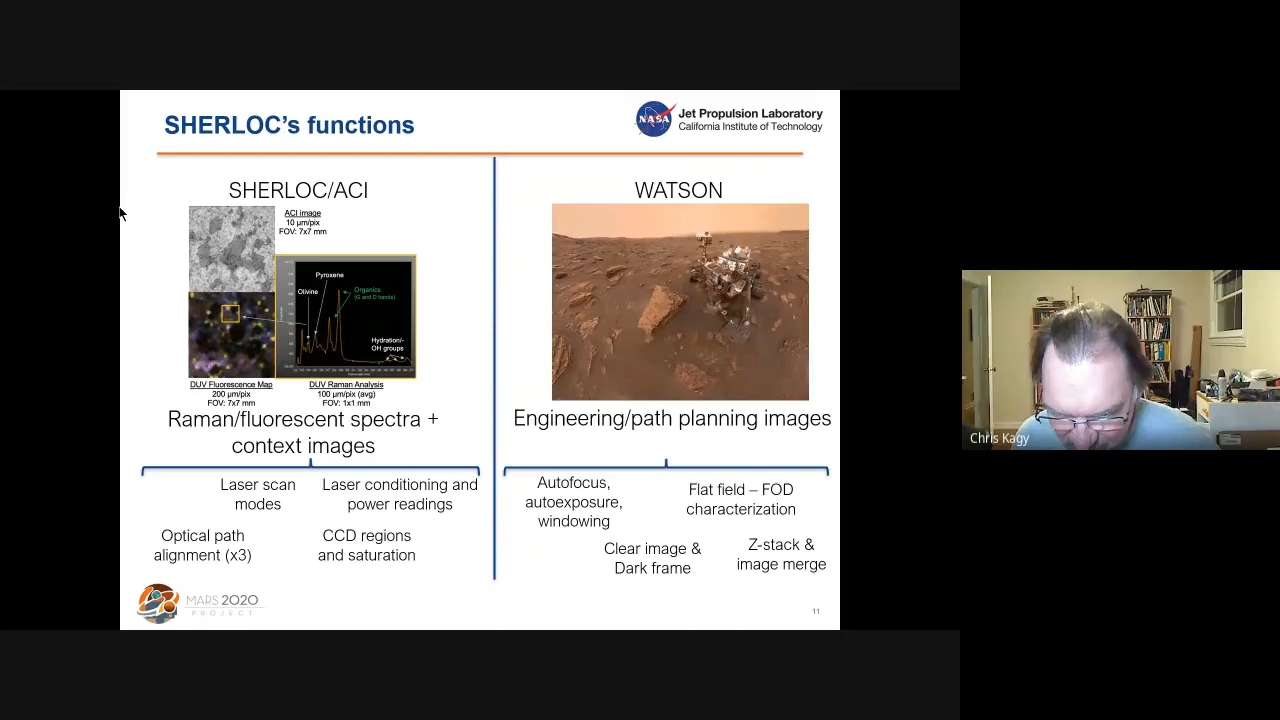 SHERLOC's functions
NASA
Jet Propulsion Laboratory
California Institute of Technology
SHERLOC/ACI
ACI image
10 µm/pix
FOV: 7x7 mm
Pyroxene
Olivine
Organics
(G and D bands)
Hydration/-
OH groups
DUV Fluorescence Map
200 µm/pix
FOV: 7x7 mm
DUV Raman Analysis
100 µm/pix (avg)
FOV: 1x1 mm
Raman/fluorescent spectra +
context images
Laser scan
modes
Laser conditioning and
power readings
Optical path
alignment (x3)
CCD regions
and saturation
WATSON
Engineering/path planning images
Autofocus,
autoexposure,
windowing
Flat field – FOD
characterization
Clear image &
Dark frame
Z-stack &
image merge
MARS 2020
PROJECT
11
Chris Kagy